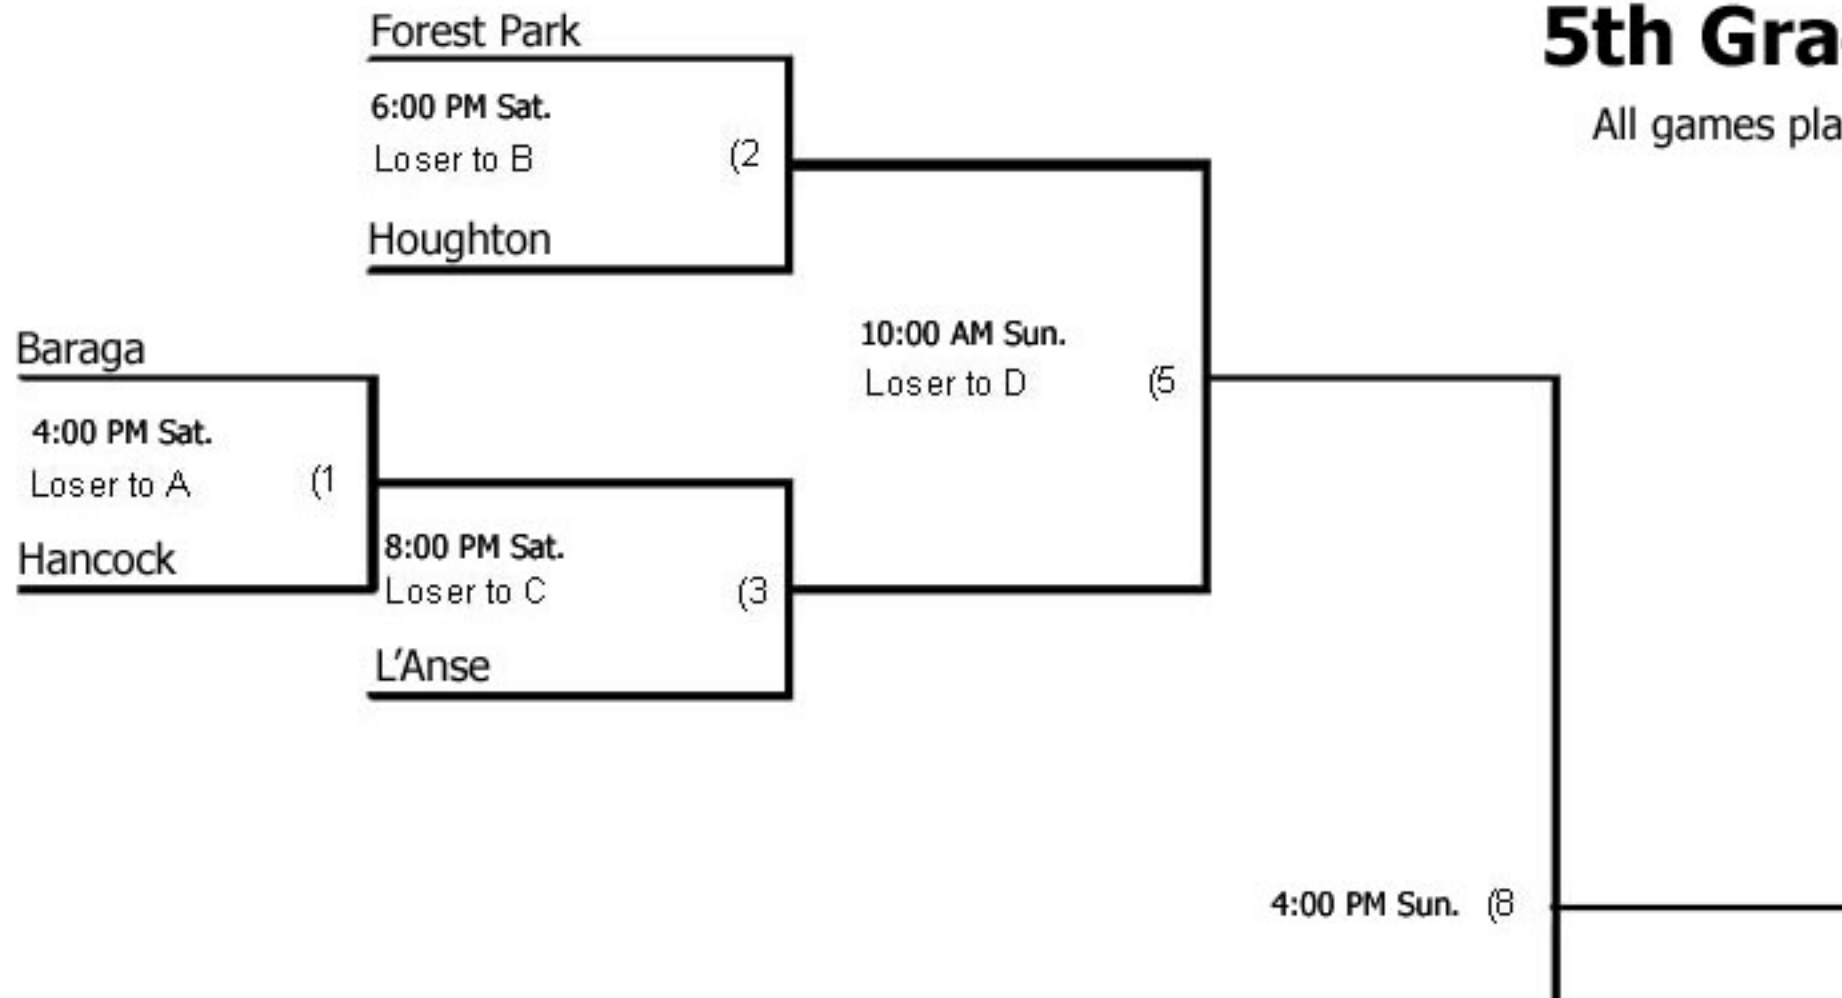 Forest Park
5th Gra
6:00 PM Sat.
Loser to B
(2
All games pla
Houghton
Baraga
10:00 AM Sun.
Loser to D
(5
4:00 PM Sat.
Loser to A
(1
Hancock
8:00 PM Sat.
Loser to C
(3
L'Anse
4:00 PM Sun. (8